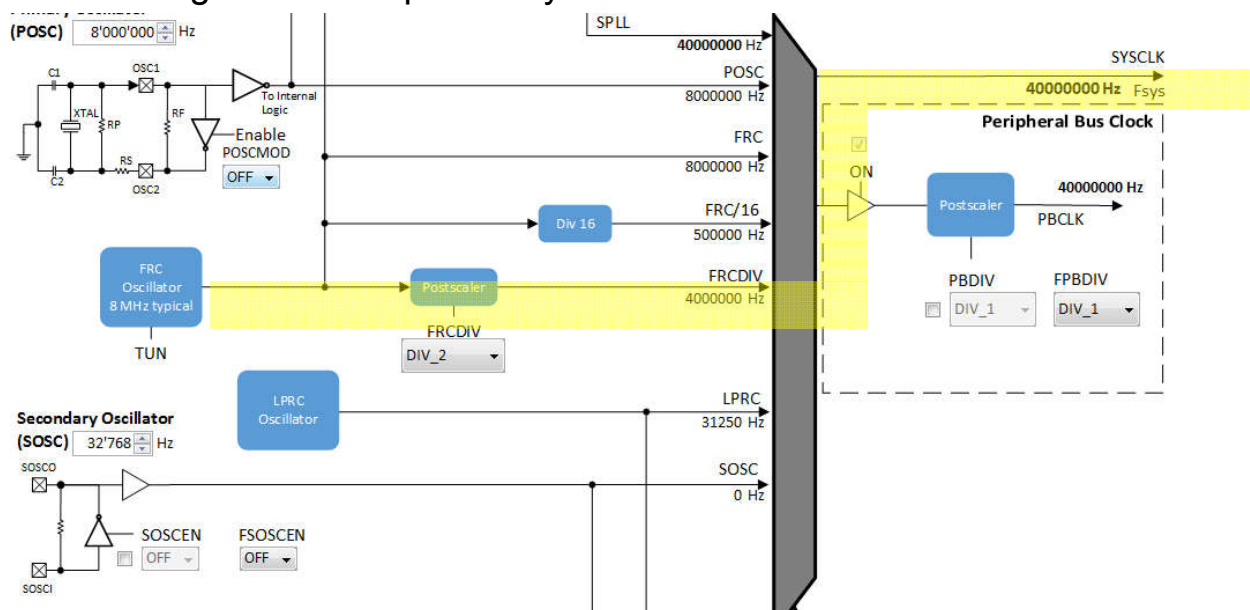 (POSC) 8'000'000 Hz
SPLL
40000000 Hz
POSC
8000000 Hz
SYSCLK
40000000 Hz Fsys
C1
OSC1
XTAL
RP
RF
To Internal
Logic
Enable
POSCMOD
OFF
RS
C2
OSC2
FRC
8000000 Hz
Peripheral Bus Clock
ON
Postscaler
40000000 Hz
PBCLK
Div 16
FRC/16
500000 Hz
FRC
Oscillator
8 MHz typical
TUN
Postscaler
FRCDIV
DIV_2
FRCDIV
4000000 Hz
PBDIV
DIV_1
FPBDIV
DIV_1
LPRC
Oscillator
LPRC
31250 Hz
Secondary Oscillator
(SOSC) 32'768 Hz
SOSCO
SOSC
0 Hz
SOSCEN
OFF
FSOSCEN
OFF
SOSCI